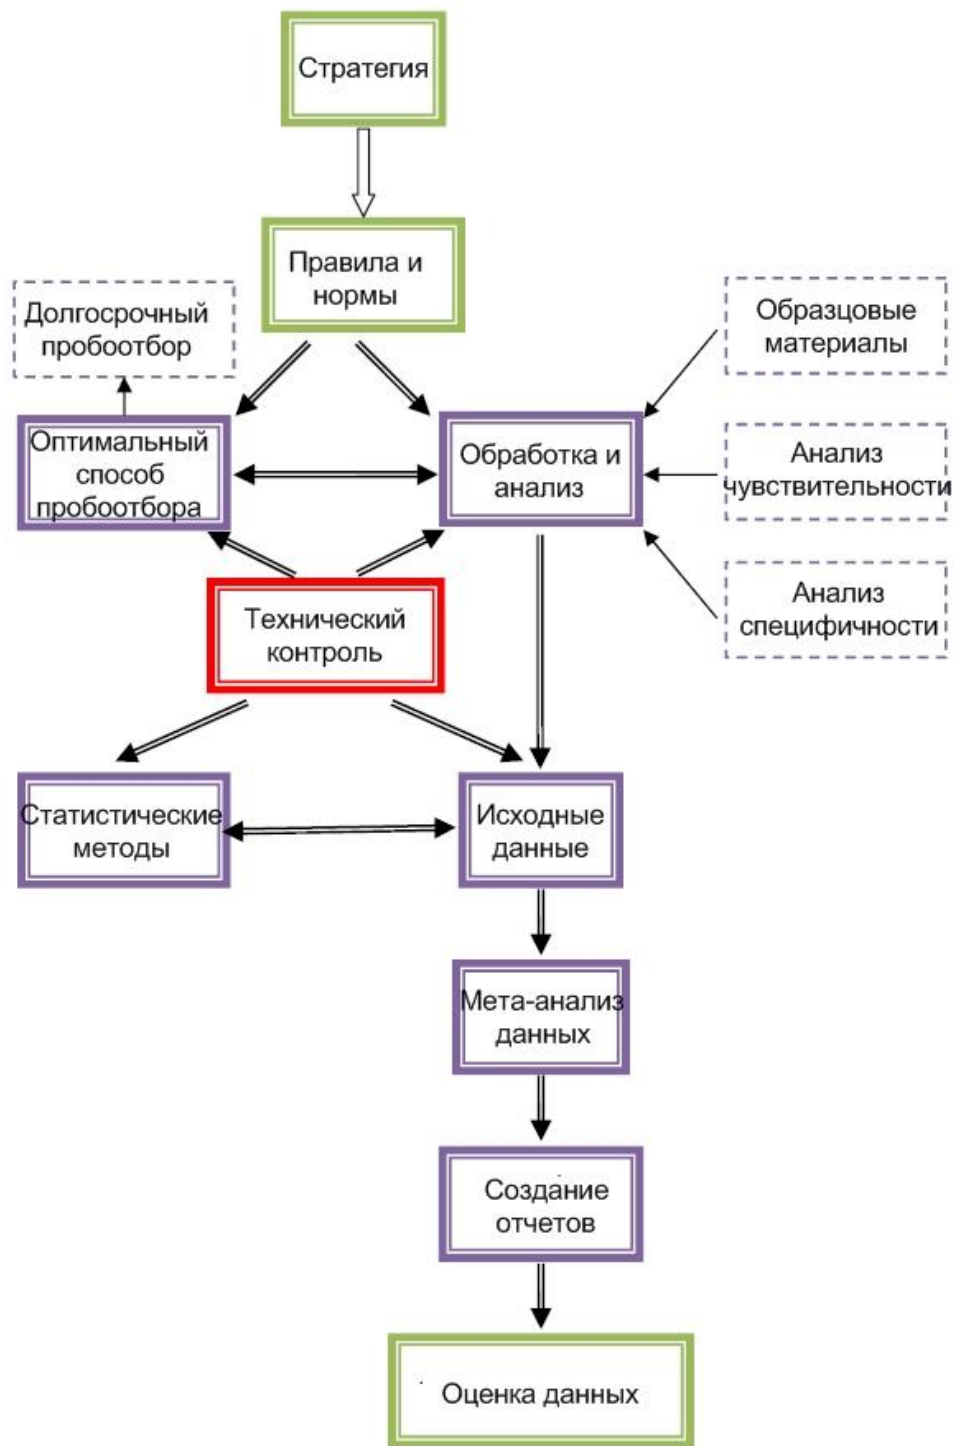 Стратегия
Правила и
нормы
Долгосрочный
пробоотбор
Образцовые
материалы
Оптимальный
способ
пробоотбора
Обработка и
анализ
Анализ
чувствительности
Анализ
специфичности
Технический
контроль
Статистические
методы
Исходные
данные
Мета-анализ
данных
Создание
отчетов
Оценка данных